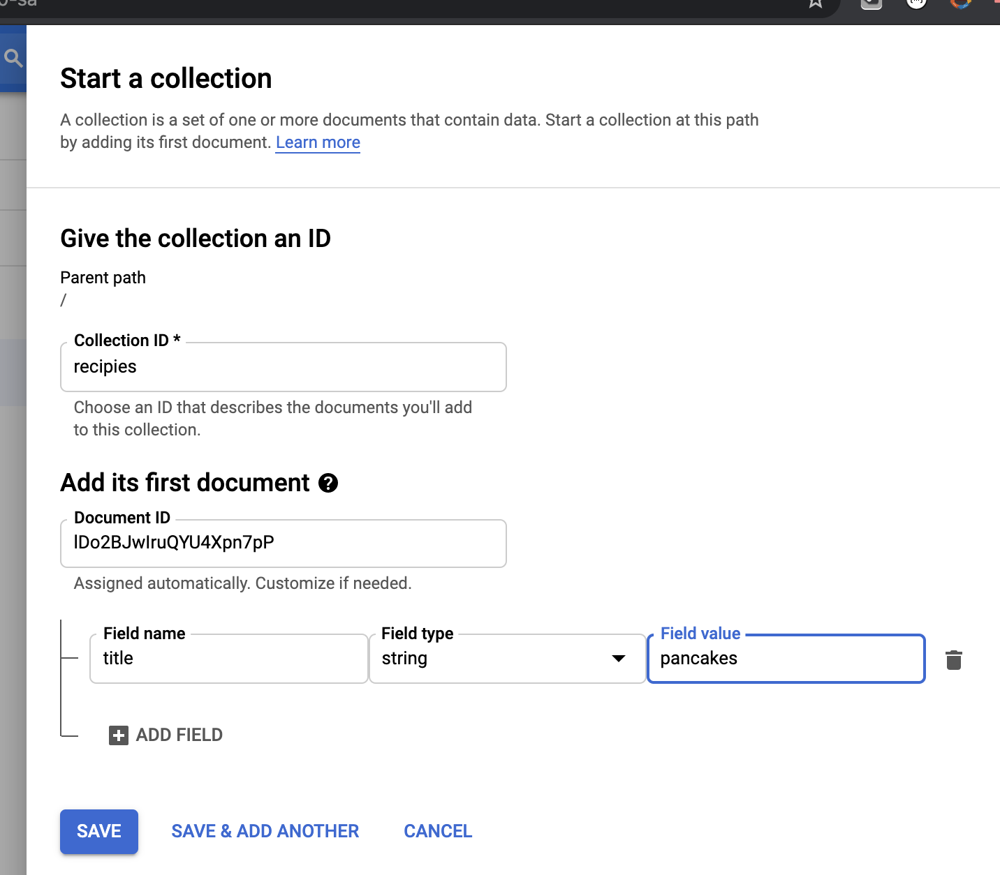 Start a collection
A collection is a set of one or more documents that contain data. Start a collection at this path
by adding its first document. Learn more
Give the collection an ID
Parent path
/
Collection ID *
recipies
Choose an ID that describes the documents you'll add
to this collection.
Add its first document
Document ID
lDo2BJwIruQYU4Xpn7pP
Assigned automatically. Customize if needed.
Field name Field type Field value
title string pancakes
ADD FIELD
SAVE SAVE & ADD ANOTHER CANCEL